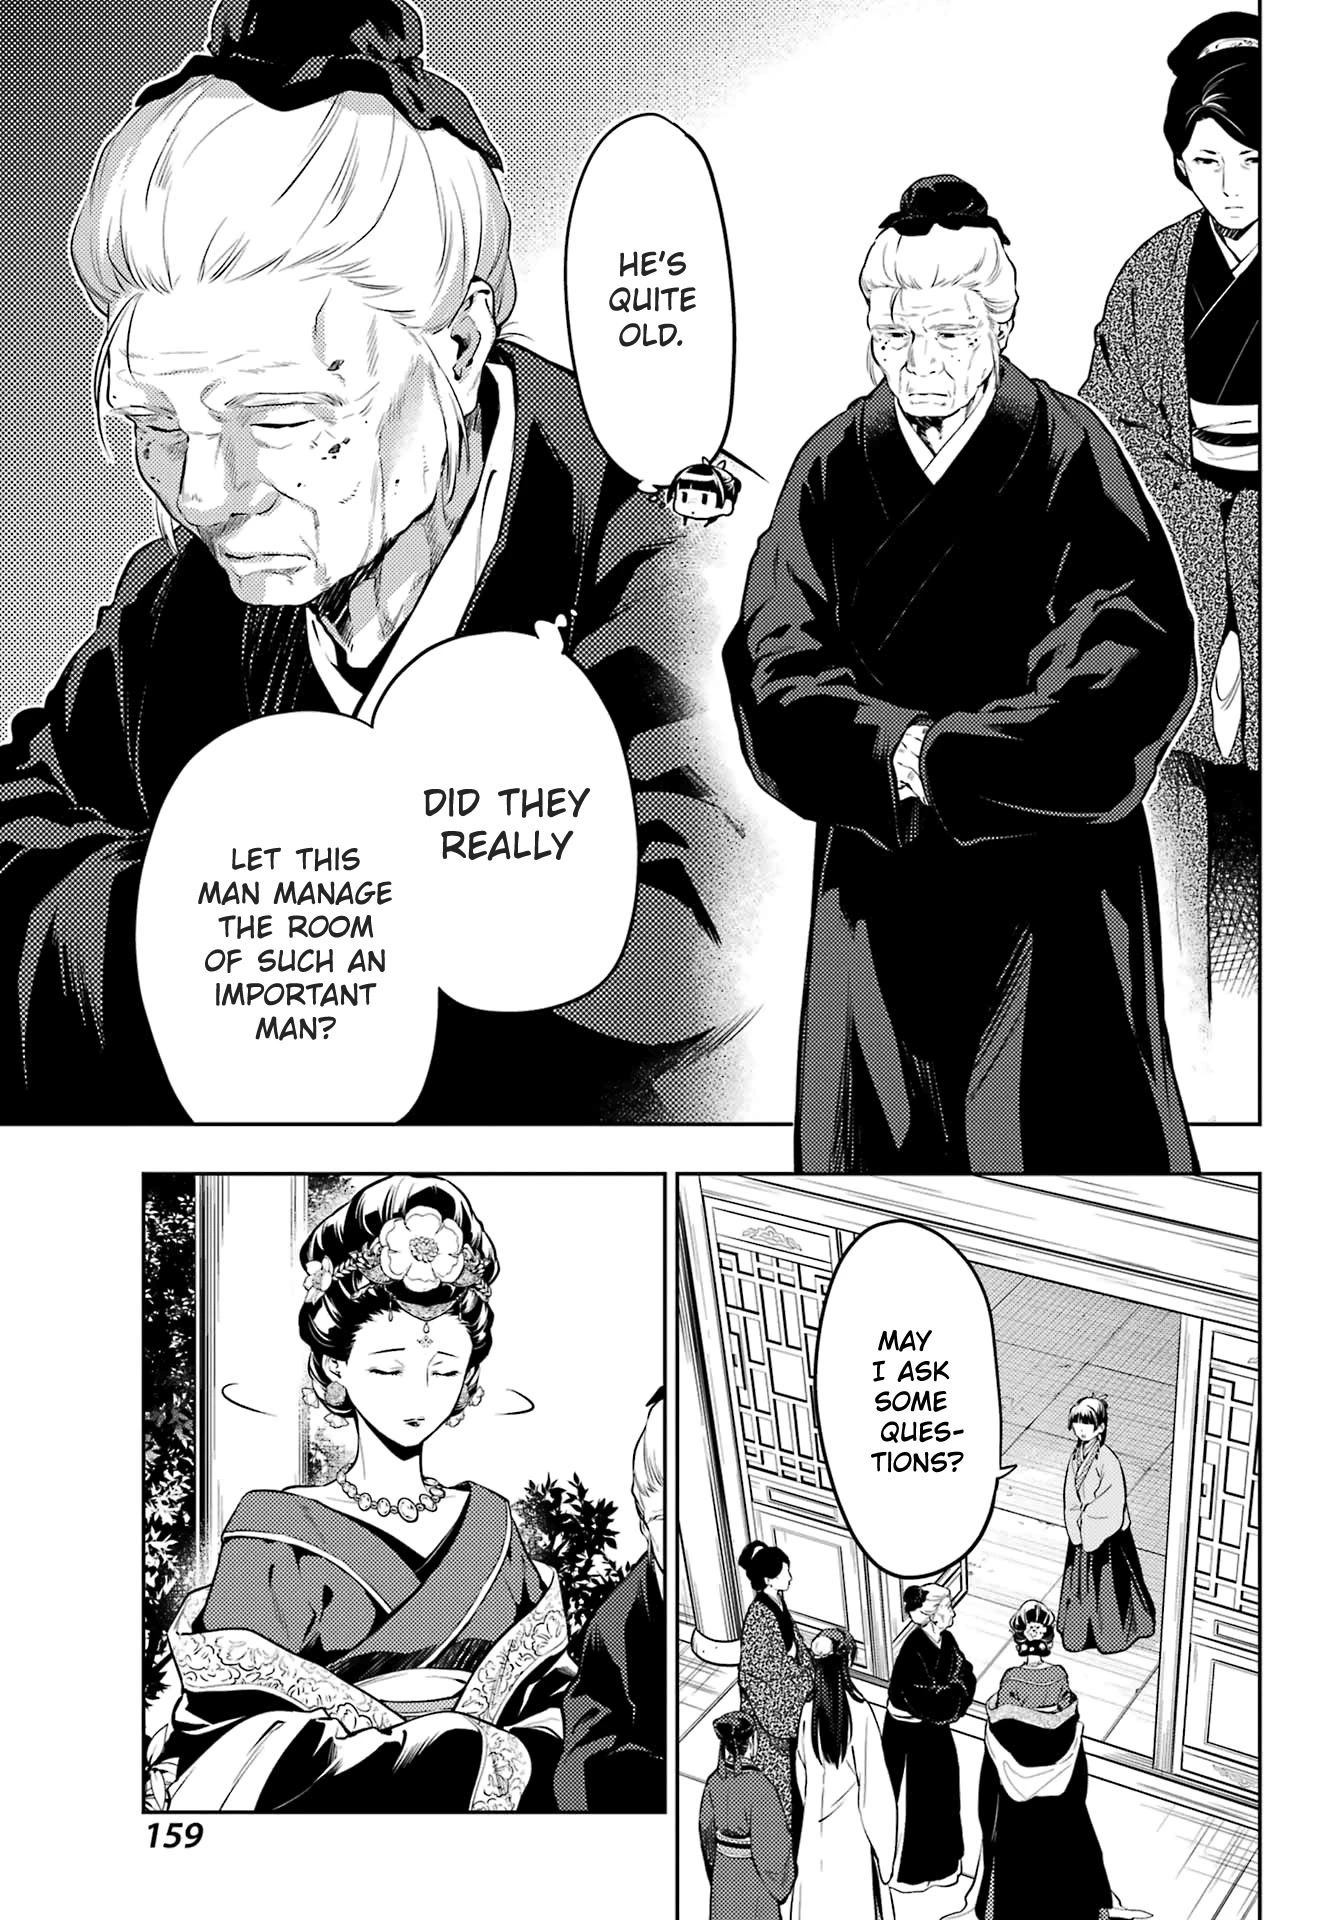 HE'S
QUITE
OLD.
DID THEY
REALLY
LET THIS
MAN MANAGE
THE ROOM
OF SUCH AN
IMPORTANT
MAN?
MAY
I ASK
SOME
QUES-
TIONS?
159